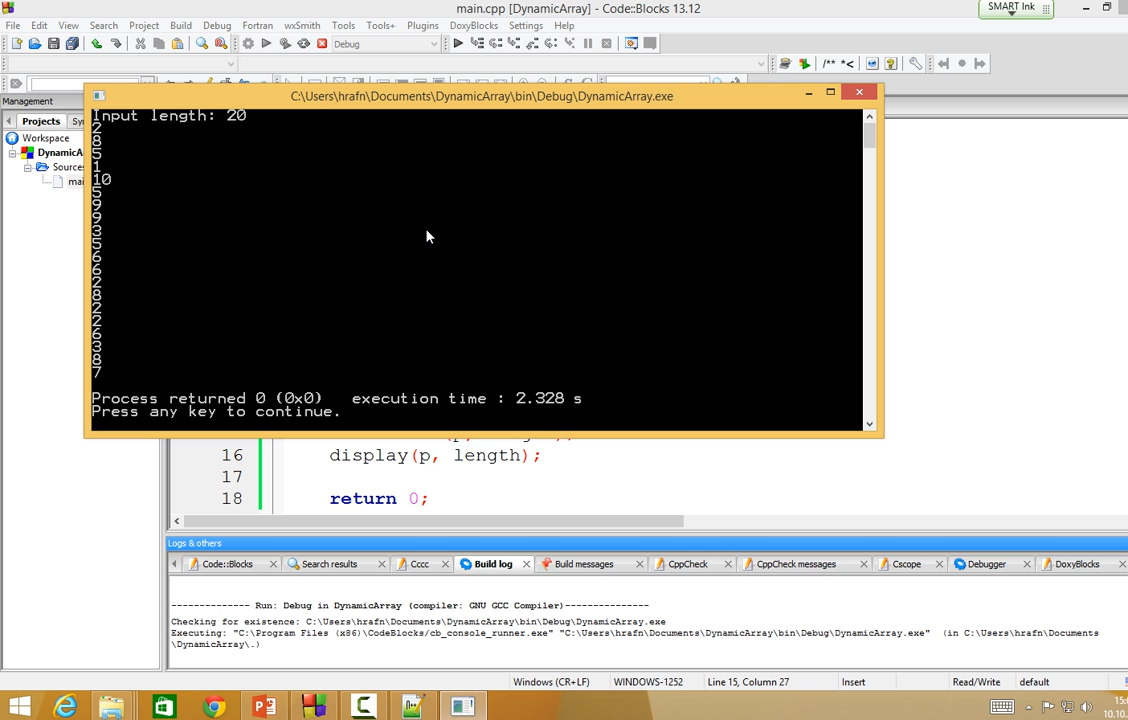 main.cpp [DynamicArray] - Code::Blocks 13.12
SMART Ink
File Edit View Search Project Build Debug Fortran wxSmith Tools Tools+ Plugins DoxyBlocks Settings Help
Debug
/** *<
Management
Projects
Workspace
DynamicA
Sources
mai
C:\Users\hrafn\Documents\DynamicArray\bin\Debug\DynamicArray.exe
Input length: 20
2
8
5
1
10
5
9
9
3
5
6
6
2
8
2
2
6
3
8
7
Process returned 0 (0x0)   execution time : 2.328 s
Press any key to continue.
16 display(p, length);
17
18 return 0;
Logs & others
Code::Blocks Search results Cccc Build log Build messages CppCheck CppCheck messages Cscope Debugger DoxyBlocks
-------------- Run: Debug in DynamicArray (compiler: GNU GCC Compiler)---------------
Checking for existence: C:\Users\hrafn\Documents\DynamicArray\bin\Debug\DynamicArray.exe
Executing: "C:\Program Files (x86)\CodeBlocks/cb_console_runner.exe" "C:\Users\hrafn\Documents\DynamicArray\bin\Debug\DynamicArray.exe"  (in C:\Users\hrafn\Documents
\DynamicArray\.)
Windows (CR+LF) WINDOWS-1252 Line 15, Column 27 Insert Read/Write default
15:0
10.10.